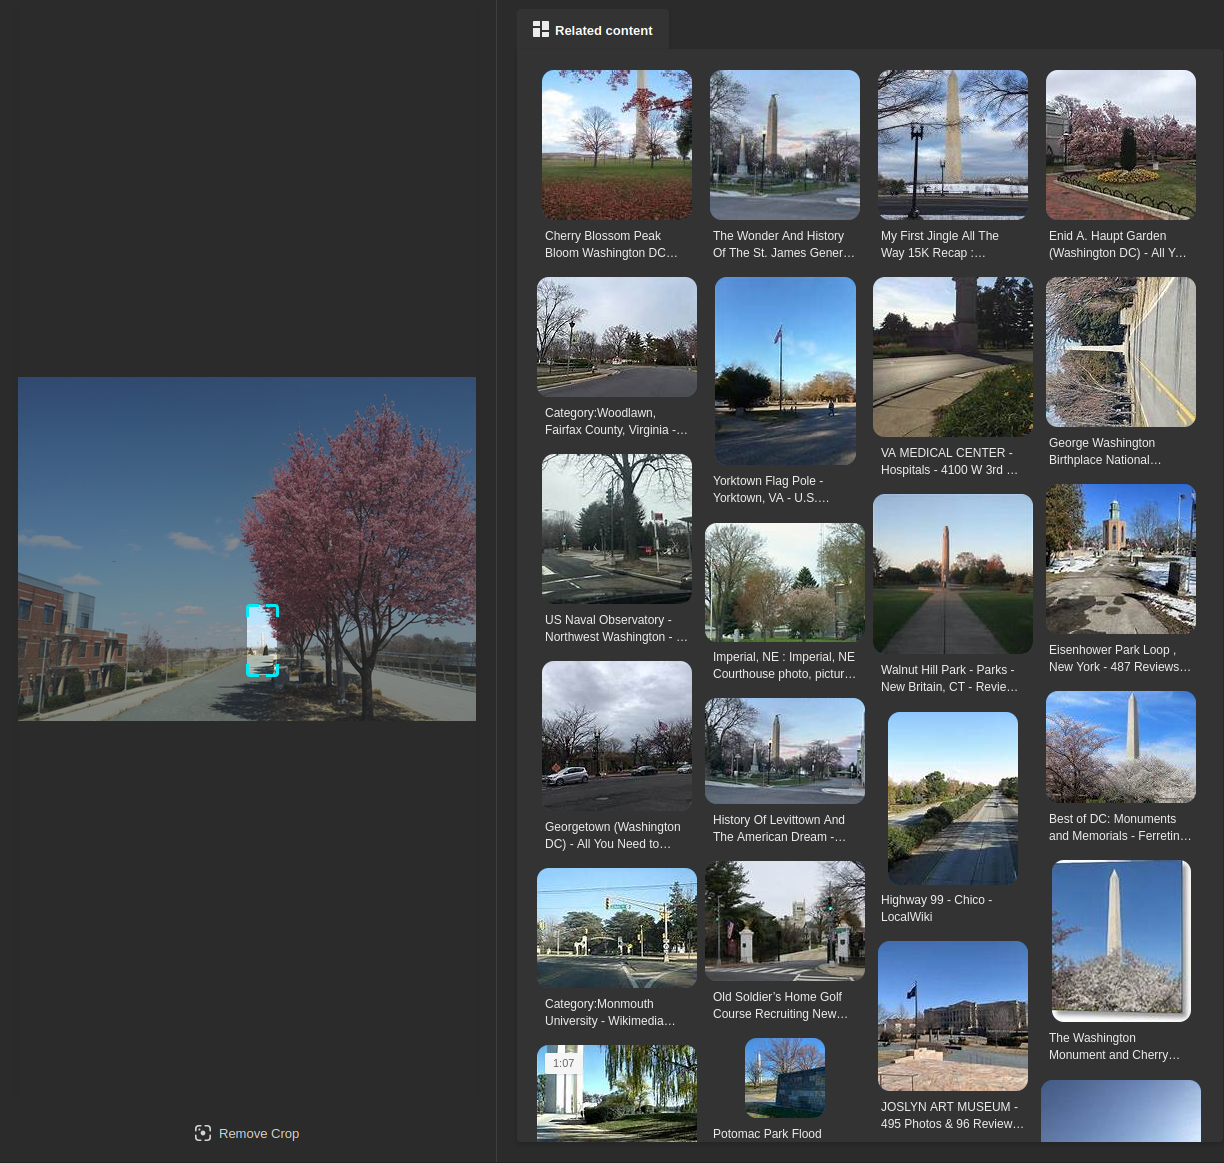 Related content
Cherry Blossom Peak
Bloom Washington DC…
The Wonder And History
Of The St. James Gener…
My First Jingle All The
Way 15K Recap :…
Enid A. Haupt Garden
(Washington DC) - All Y…
Category:Woodlawn,
Fairfax County, Virginia -…
Yorktown Flag Pole -
Yorktown, VA - U.S.…
VA MEDICAL CENTER -
Hospitals - 4100 W 3rd …
George Washington
Birthplace National…
US Naval Observatory -
Northwest Washington - …
Imperial, NE : Imperial, NE
Courthouse photo, pictur…
Walnut Hill Park - Parks -
New Britain, CT - Revie…
Eisenhower Park Loop ,
New York - 487 Reviews…
Georgetown (Washington
DC) - All You Need to…
History Of Levittown And
The American Dream -…
Highway 99 - Chico -
LocalWiki
Best of DC: Monuments
and Memorials - Ferretin…
Category:Monmouth
University - Wikimedia…
Old Soldier’s Home Golf
Course Recruiting New…
JOSLYN ART MUSEUM -
495 Photos & 96 Review…
The Washington
Monument and Cherry…
1:07
Potomac Park Flood
Remove Crop